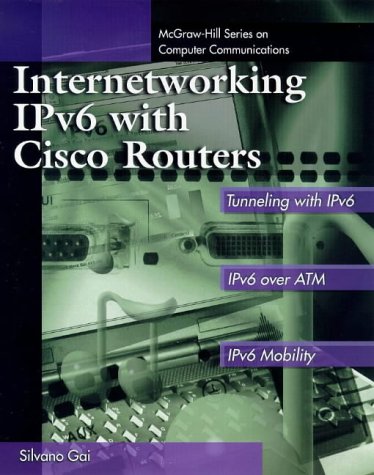 McGraw-Hill Series on
Computer Communications
Internetworking
IPv6 with
Cisco Routers
Tunneling with IPv6
IPv6 over ATM
IPv6 Mobility
Silvano Gai